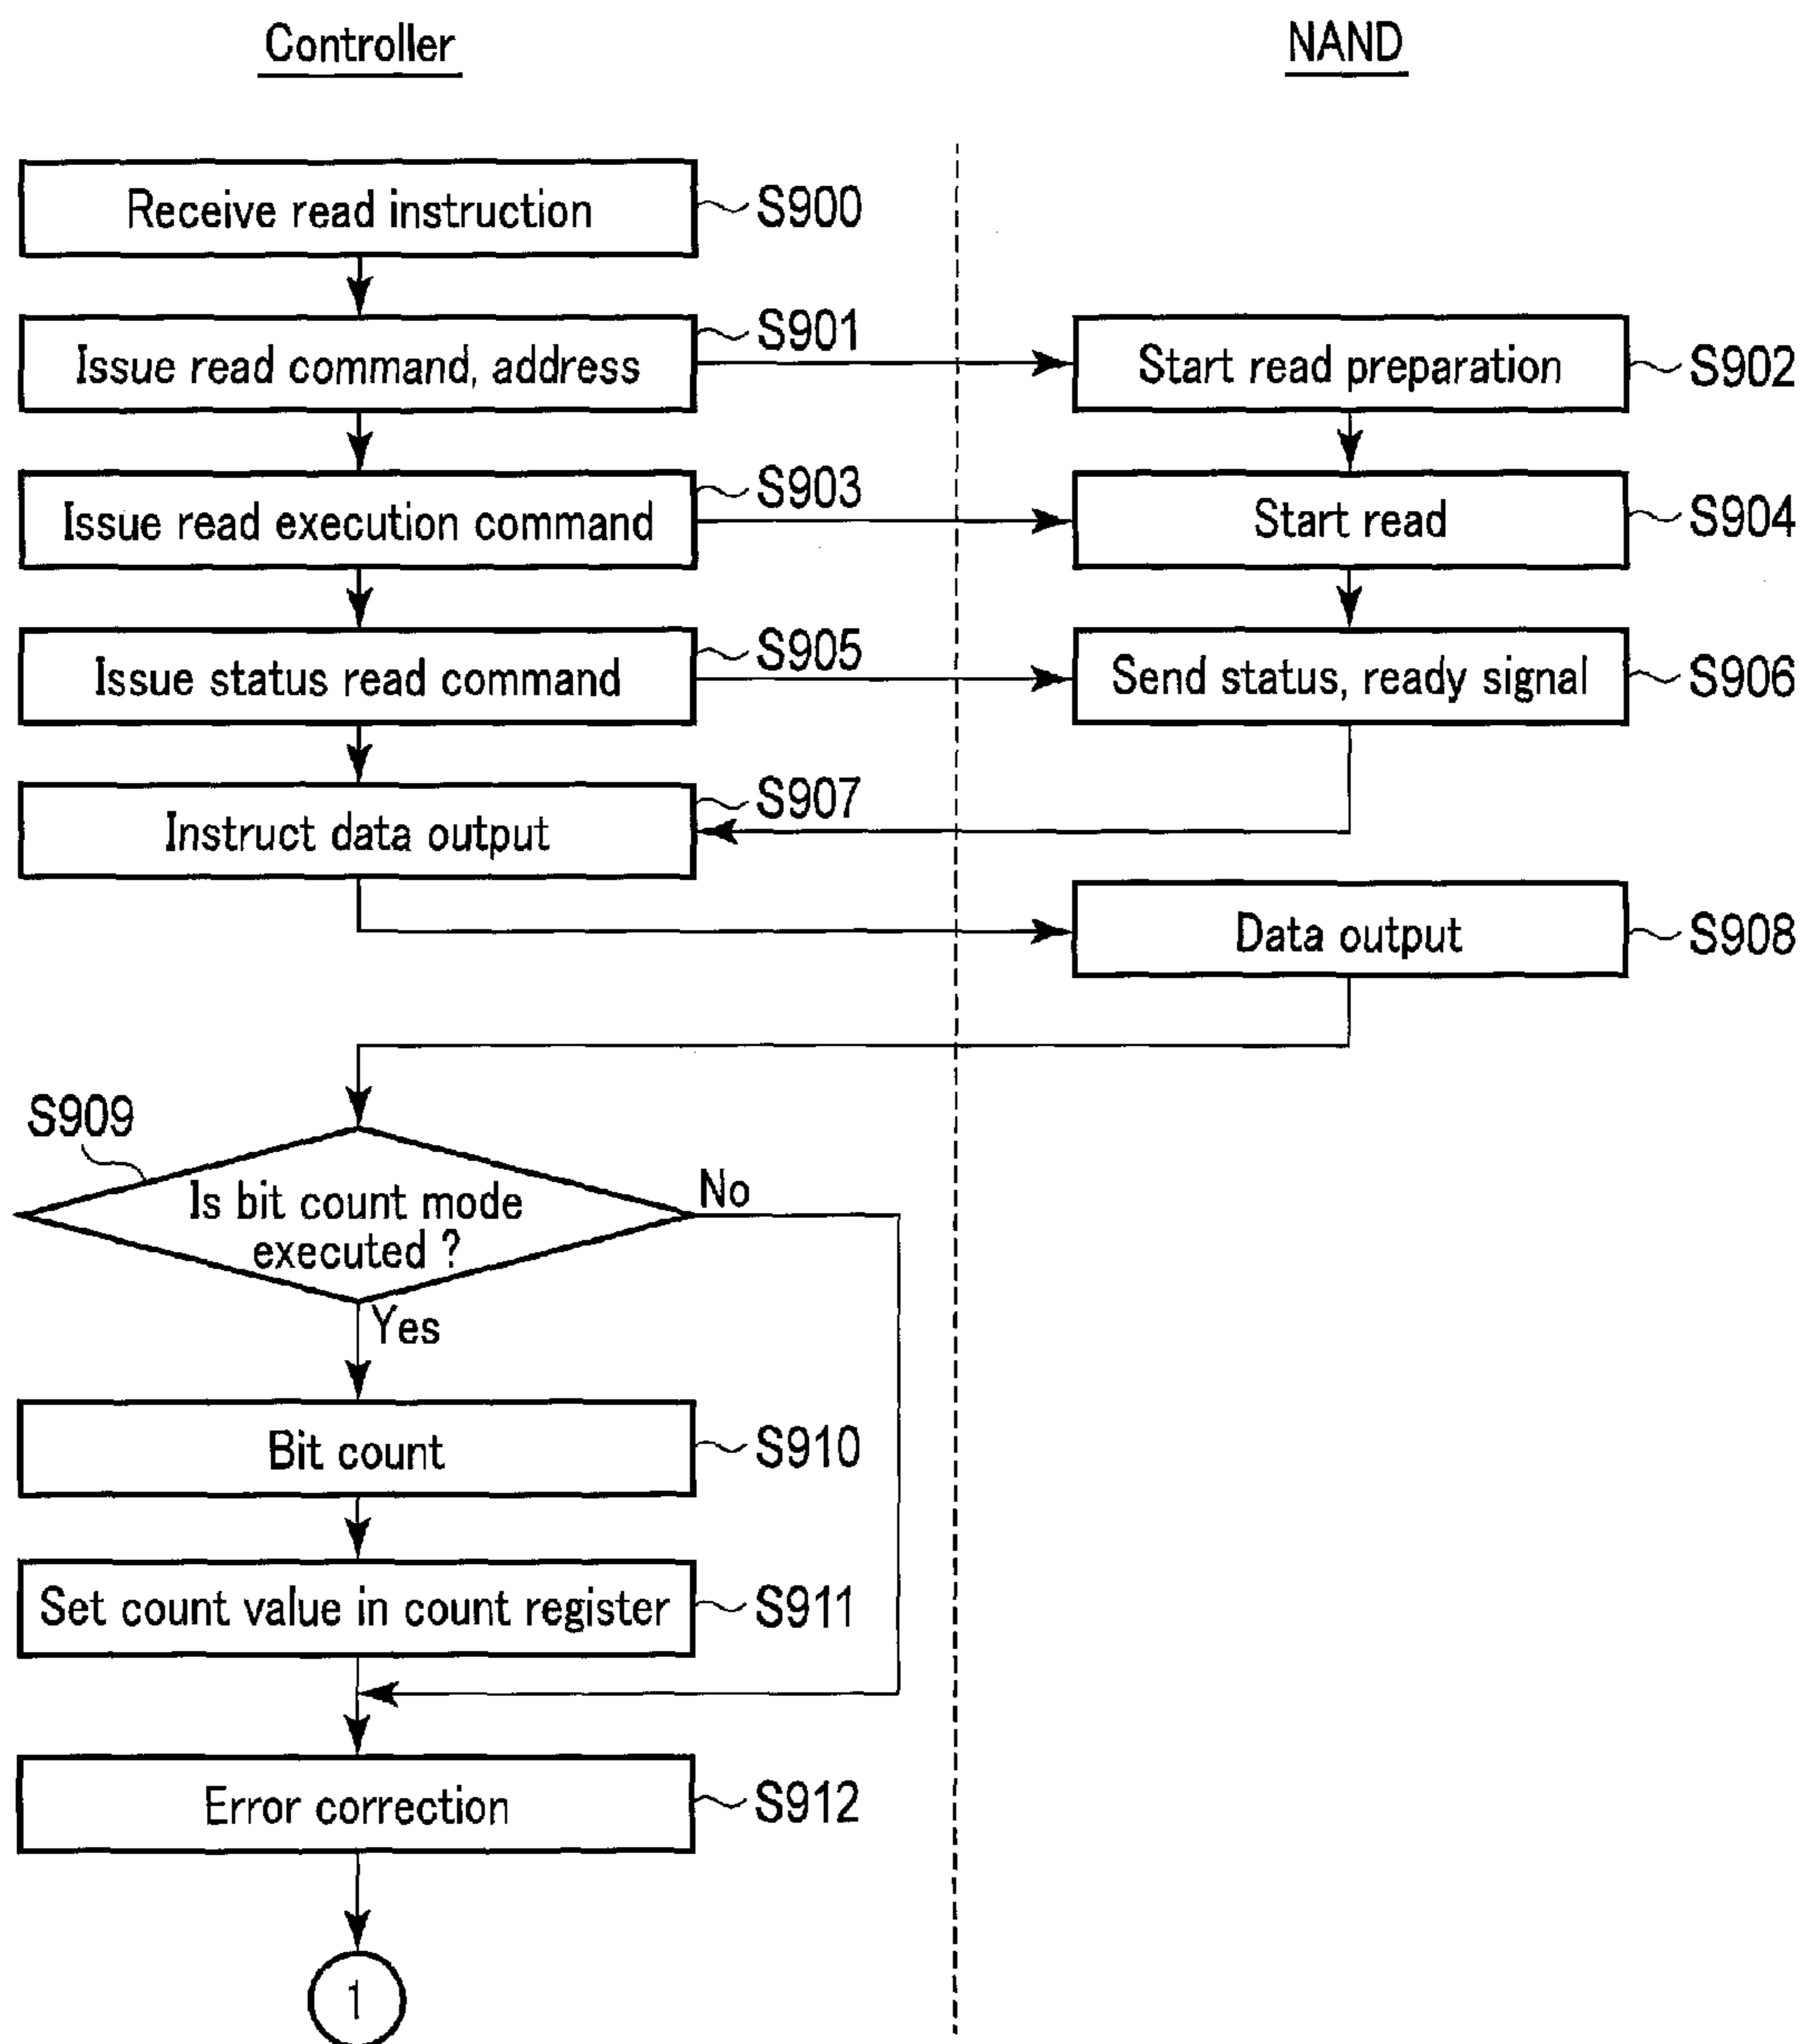 Controller
NAND
Receive read instruction
S900
Issue read command, address
S901
Start read preparation
S902
Issue read execution command
S903
Start read
S904
Issue status read command
S905
Send status, ready signal
S906
Instruct data output
S907
Data output
S908
S909
Is bit count mode
executed ?
No
Yes
Bit count
S910
Set count value in count register
S911
Error correction
S912
1